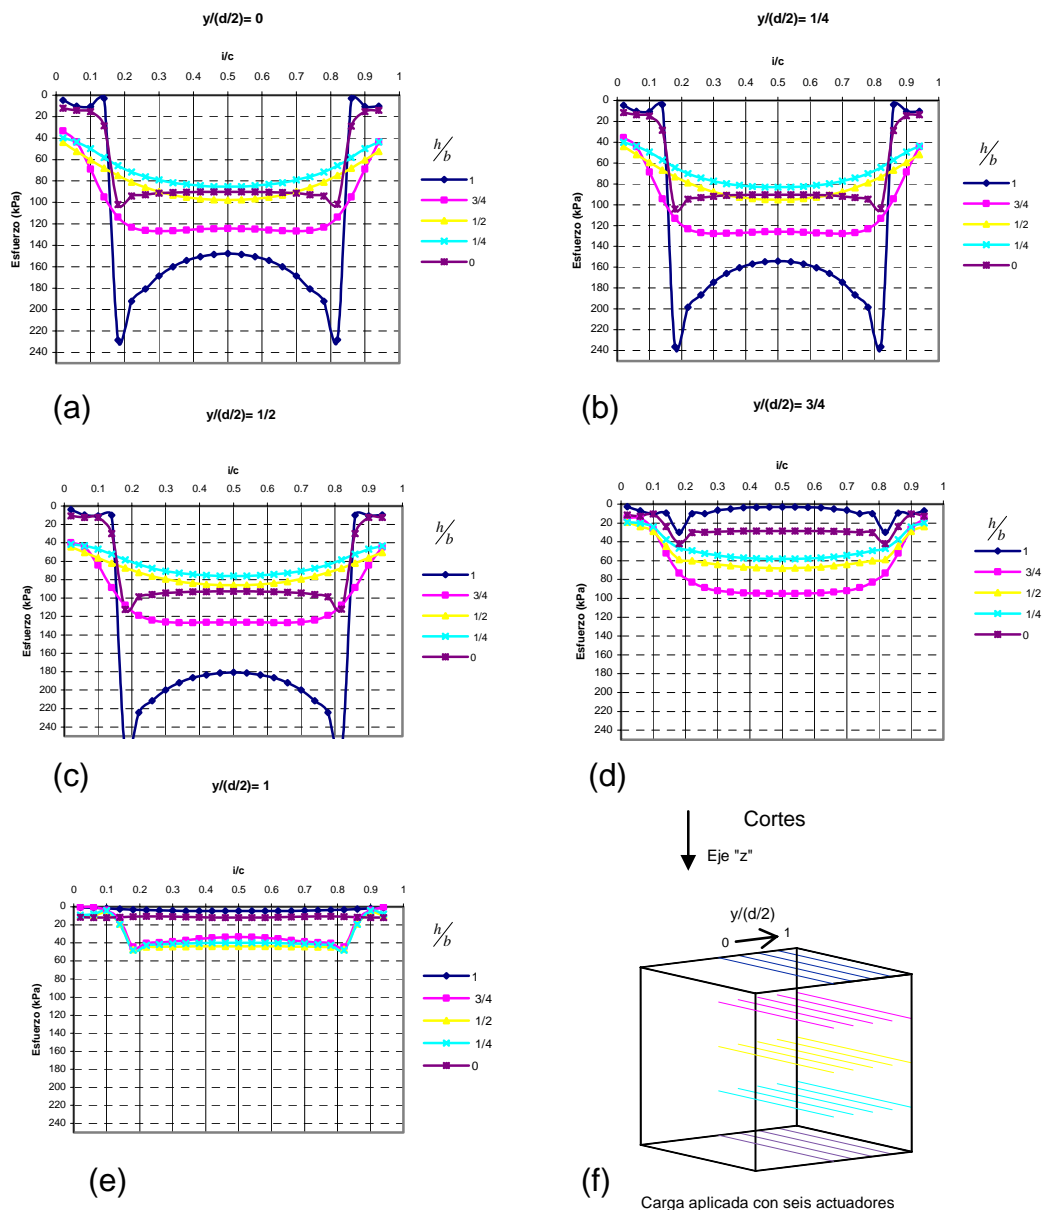 y/(d/2)= 0
i/c
0 0.1 0.2 0.3 0.4 0.5 0.6 0.7 0.8 0.9 1
0
20
40
60
80
100
120
140
160
180
200
220
240
Esfuerzo (kPa)
h/b
1
3/4
1/2
1/4
0
(a)
y/(d/2)= 1/4
i/c
0 0.1 0.2 0.3 0.4 0.5 0.6 0.7 0.8 0.9 1
0
20
40
60
80
100
120
140
160
180
200
220
240
Esfuerzo (kPa)
h/b
1
3/4
1/2
1/4
0
(b)
y/(d/2)= 1/2
i/c
0 0.1 0.2 0.3 0.4 0.5 0.6 0.7 0.8 0.9 1
0
20
40
60
80
100
120
140
160
180
200
220
240
Esfuerzo (kPa)
h/b
1
3/4
1/2
1/4
0
(c)
y/(d/2)= 3/4
i/c
0 0.1 0.2 0.3 0.4 0.5 0.6 0.7 0.8 0.9 1
0
20
40
60
80
100
120
140
160
180
200
220
240
Esfuerzo (kPa)
h/b
1
3/4
1/2
1/4
0
(d)
y/(d/2)= 1
i/c
0 0.1 0.2 0.3 0.4 0.5 0.6 0.7 0.8 0.9 1
0
20
40
60
80
100
120
140
160
180
200
220
240
Esfuerzo (kPa)
h/b
1
3/4
1/2
1/4
0
(e)
Cortes
Eje "z"
y/(d/2)
0 1
(f)
Carga aplicada con seis actuadores